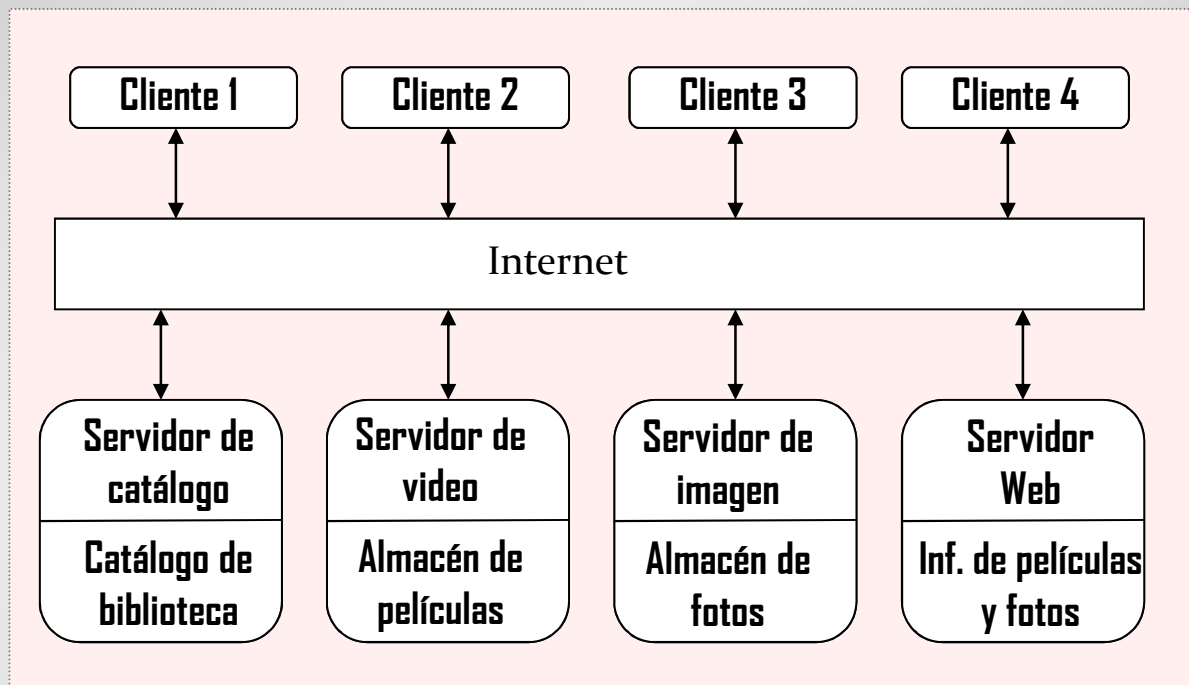 Cliente 1
Cliente 2
Cliente 3
Cliente 4
Internet
Servidor de
catálogo
Catálogo de
biblioteca
Servidor de
video
Almacén de
películas
Servidor de
imagen
Almacén de
fotos
Servidor
Web
Inf. de películas
y fotos